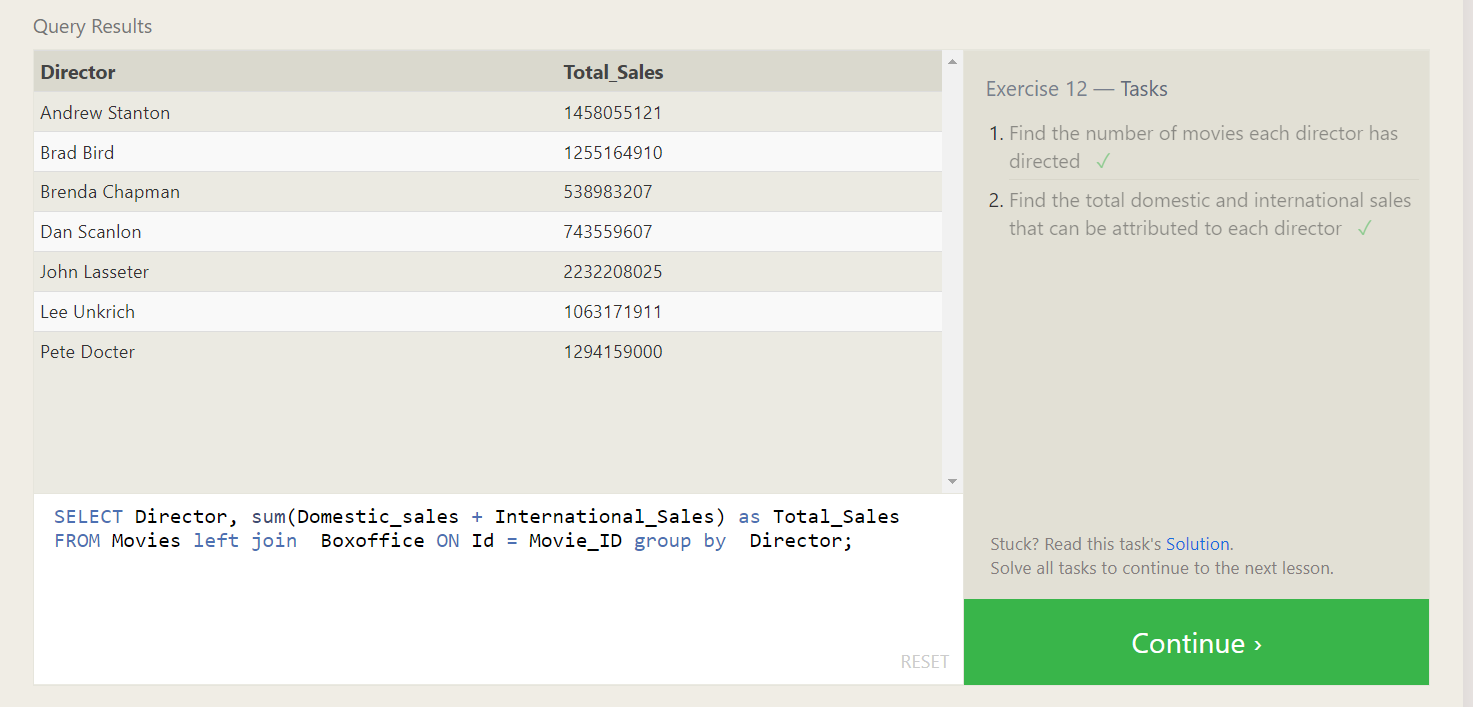 Query Results
Director Total_Sales
Andrew Stanton 1458055121
Brad Bird 1255164910
Brenda Chapman 538983207
Dan Scanlon 743559607
John Lasseter 2232208025
Lee Unkrich 1063171911
Pete Docter 1294159000
SELECT Director, sum(Domestic_sales + International_Sales) as Total_Sales
FROM Movies left join  Boxoffice ON Id = Movie_ID group by  Director;
RESET
Exercise 12 — Tasks
1. Find the number of movies each director has
directed ✓
2. Find the total domestic and international sales
that can be attributed to each director ✓
Stuck? Read this task's Solution.
Solve all tasks to continue to the next lesson.
Continue ›